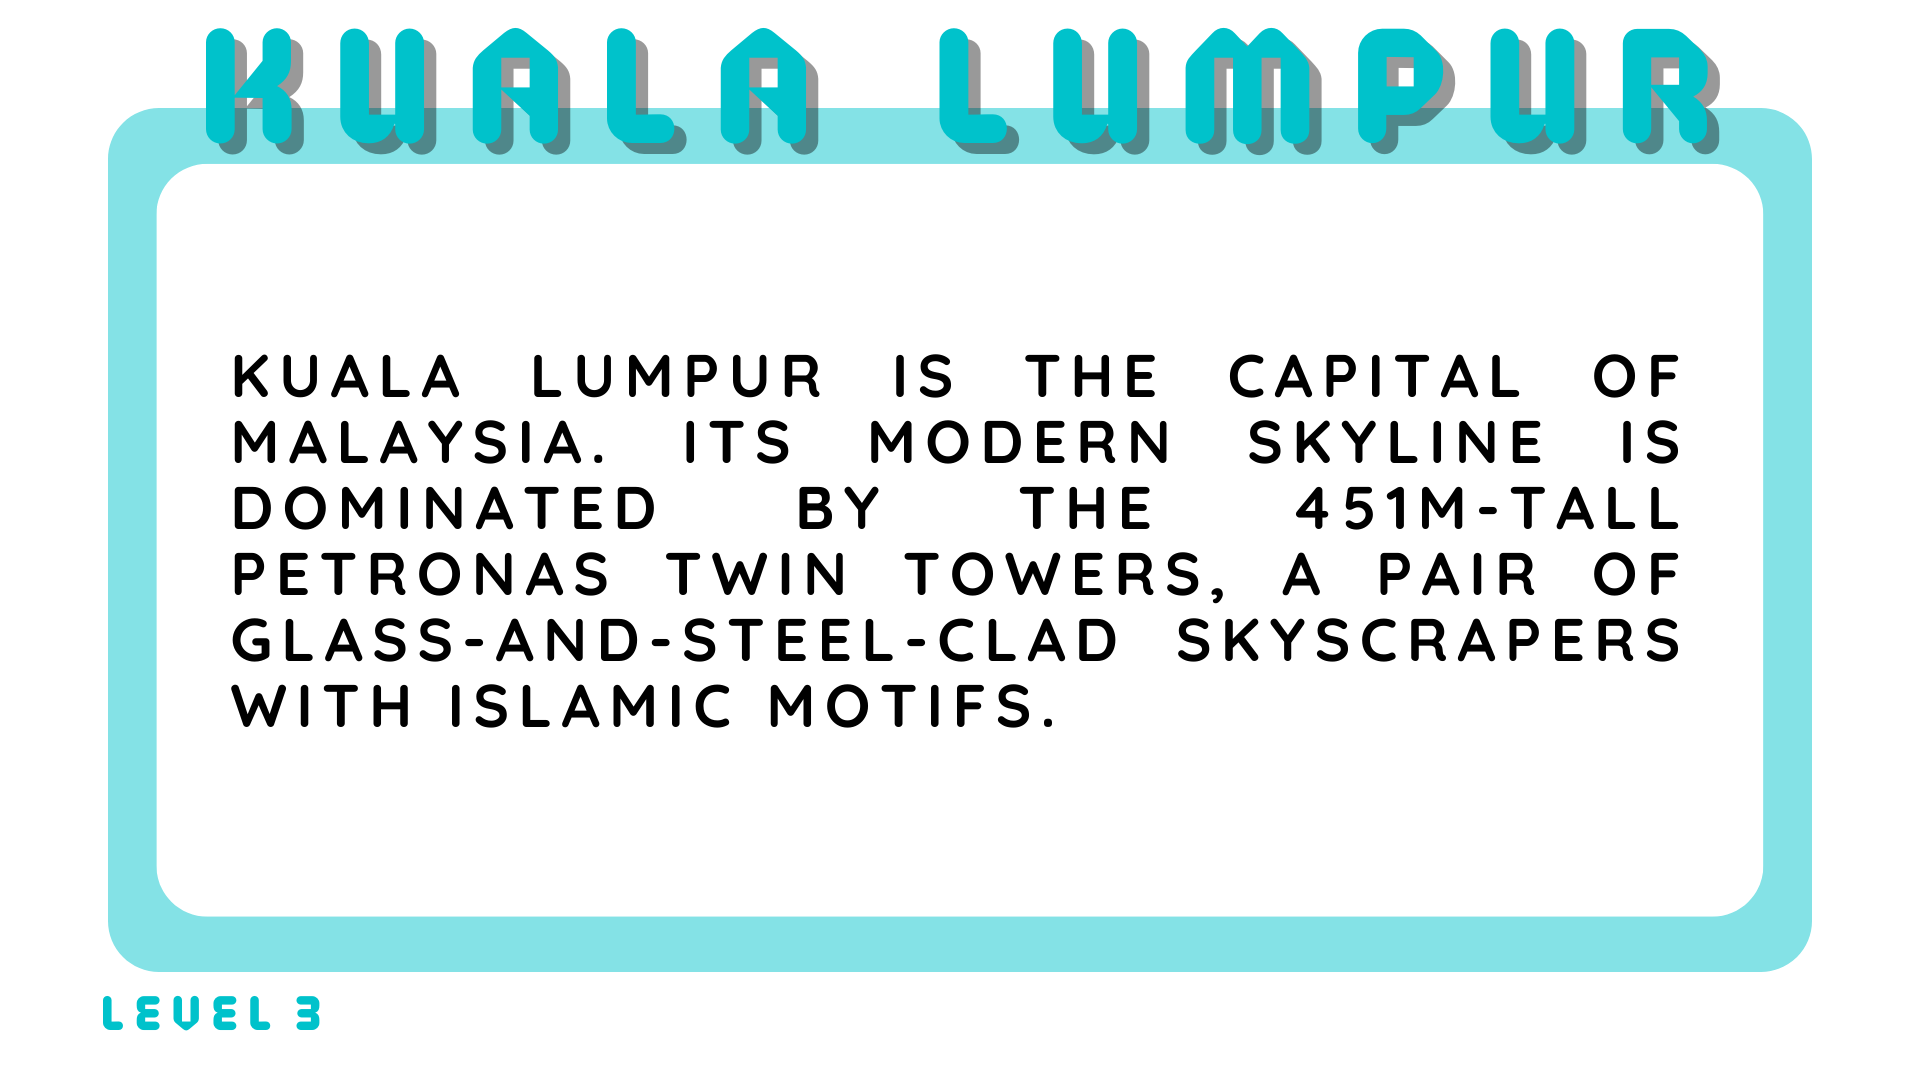 KUALA LUMPUR
KUALA LUMPUR IS THE CAPITAL OF
MALAYSIA. ITS MODERN SKYLINE IS
DOMINATED BY THE 451M-TALL
PETRONAS TWIN TOWERS, A PAIR OF
GLASS-AND-STEEL-CLAD SKYSCRAPERS
WITH ISLAMIC MOTIFS.
LEVEL 3